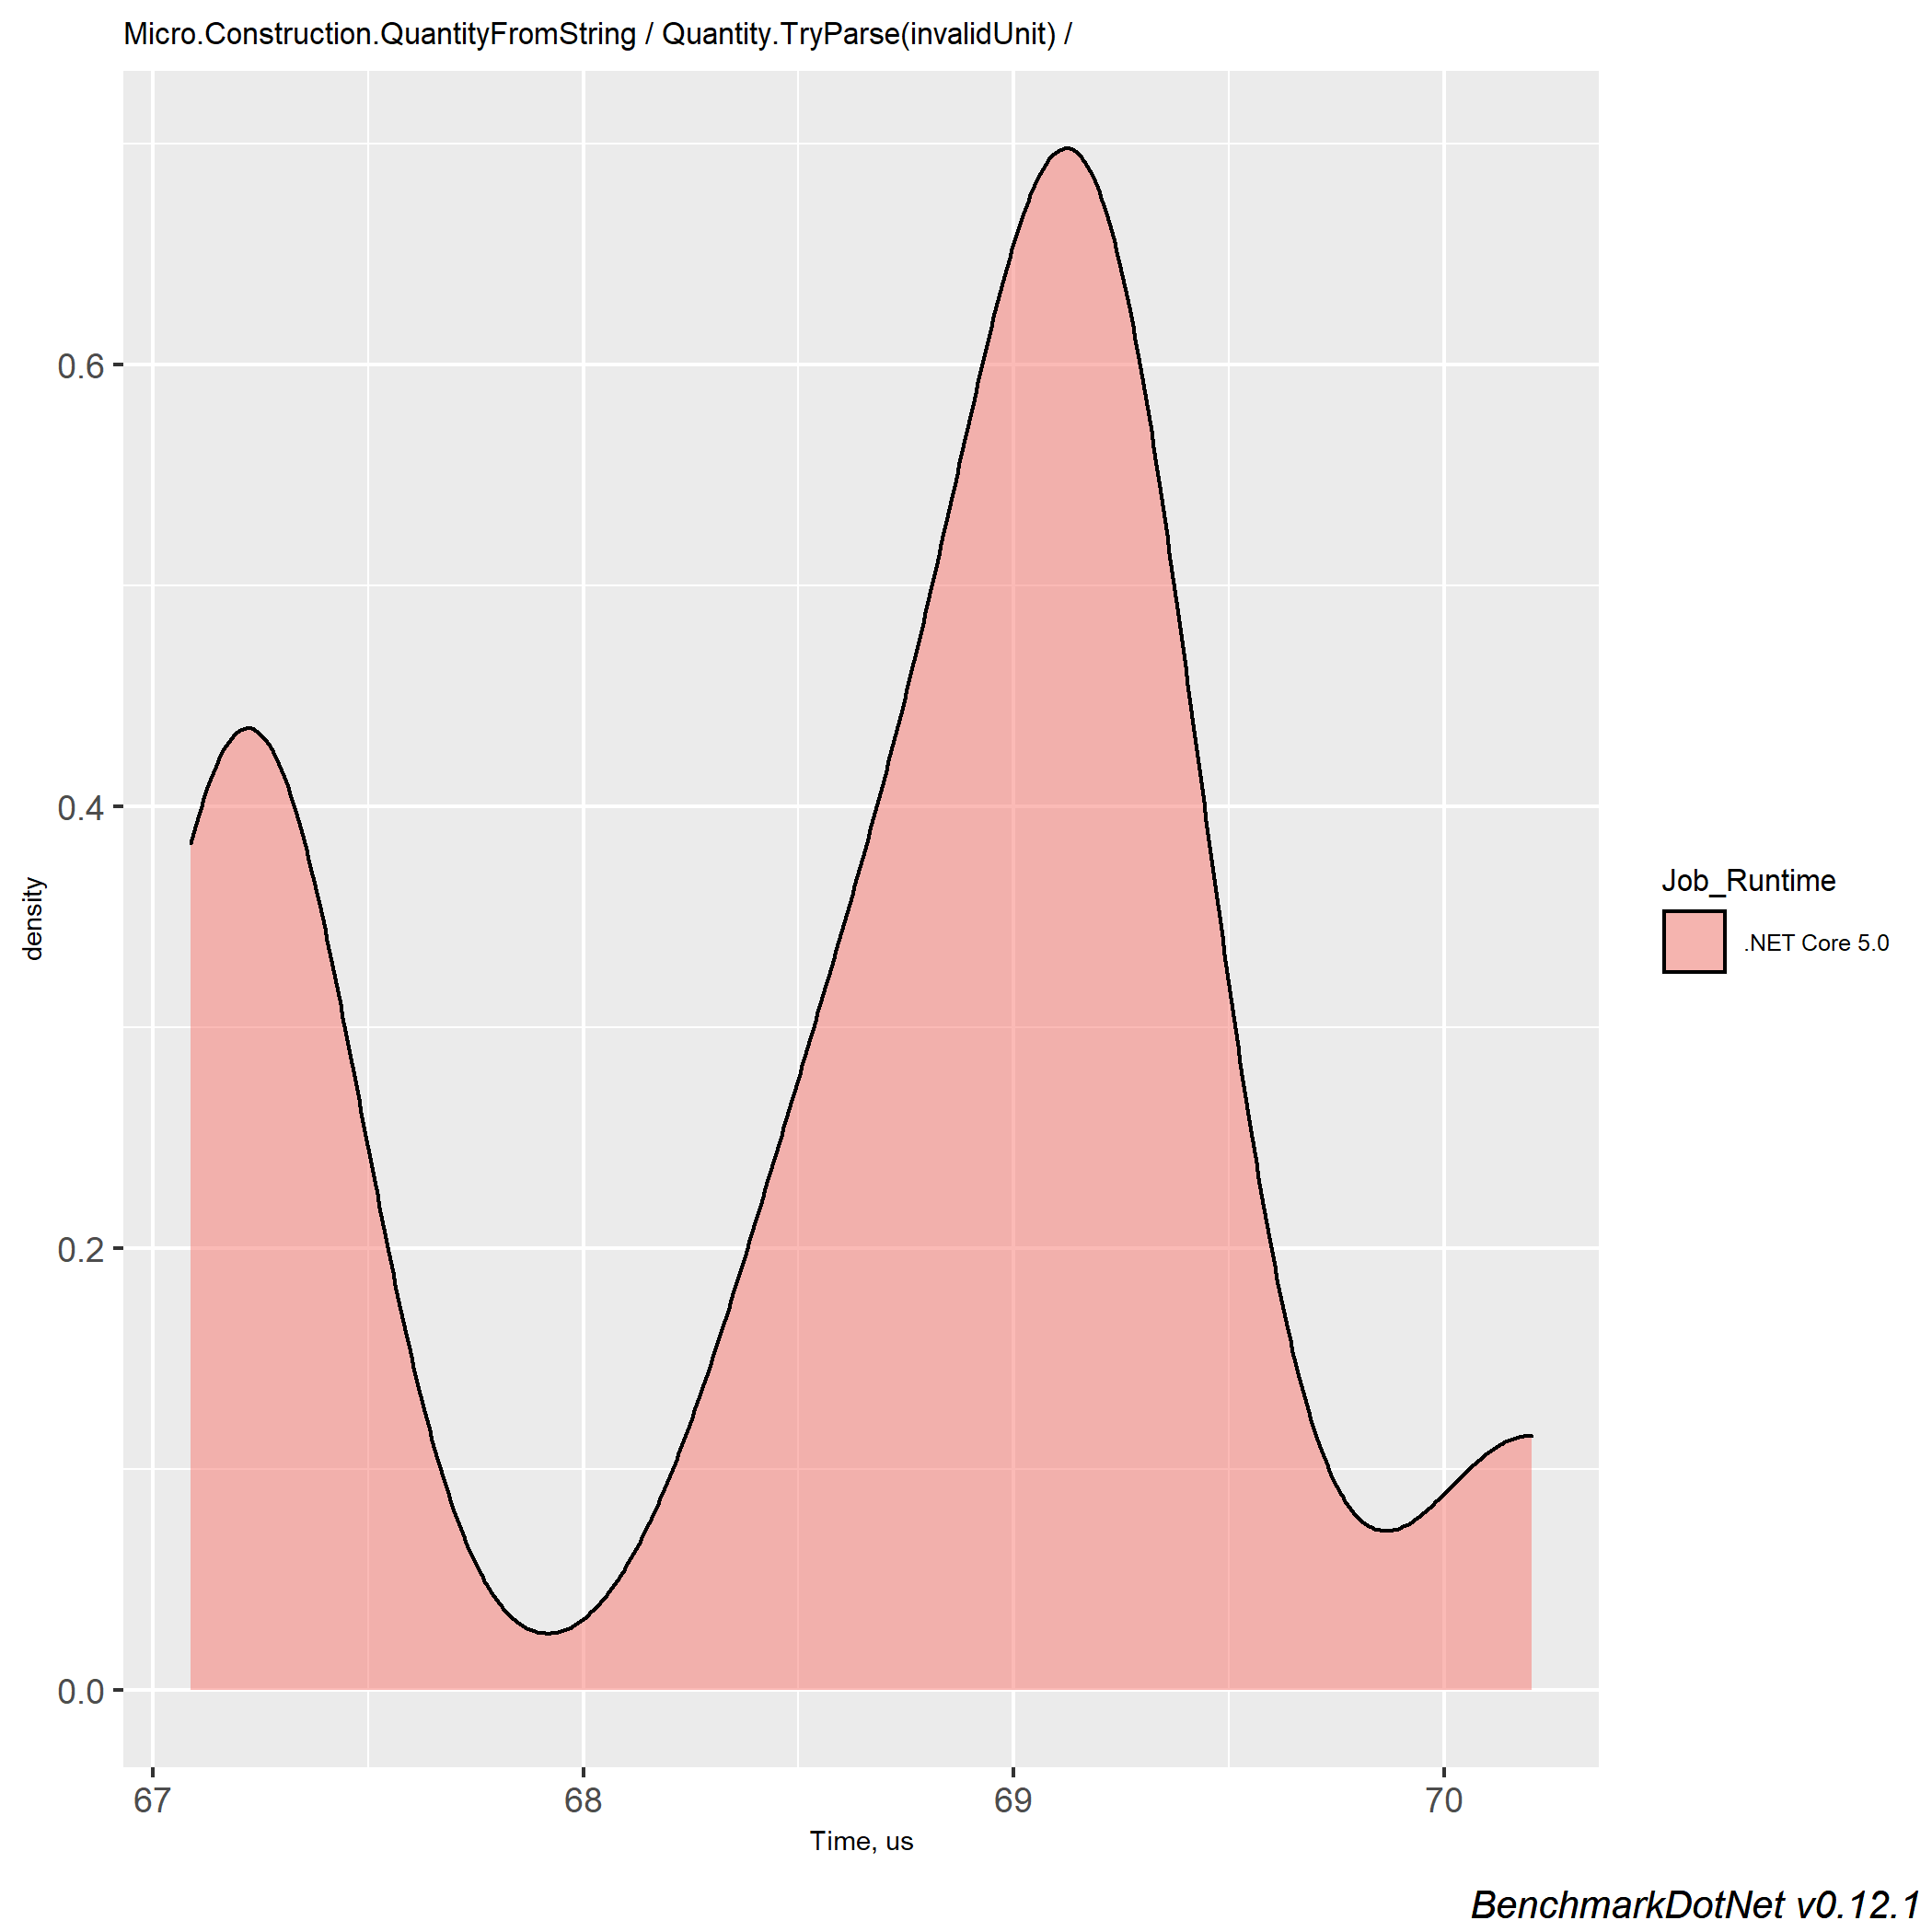 Micro.Construction.QuantityFromString / Quantity.TryParse(invalidUnit) /
0.6
0.4
0.2
0.0
density
67 68 69 70
Time, us
Job_Runtime
.NET Core 5.0
BenchmarkDotNet v0.12.1